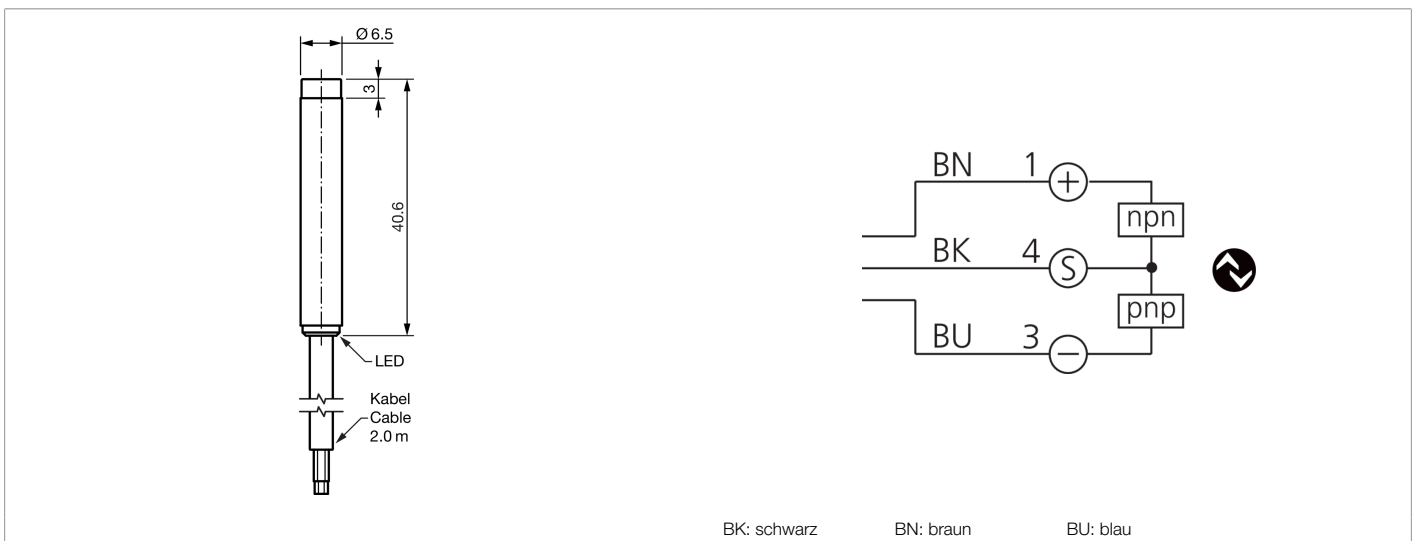 Ø 6.5
3
40.6
LED
Kabel
Cable
2.0 m
BN 1 +
npn
BK 4 S
pnp
BU 3 −
BK: schwarz BN: braun BU: blau